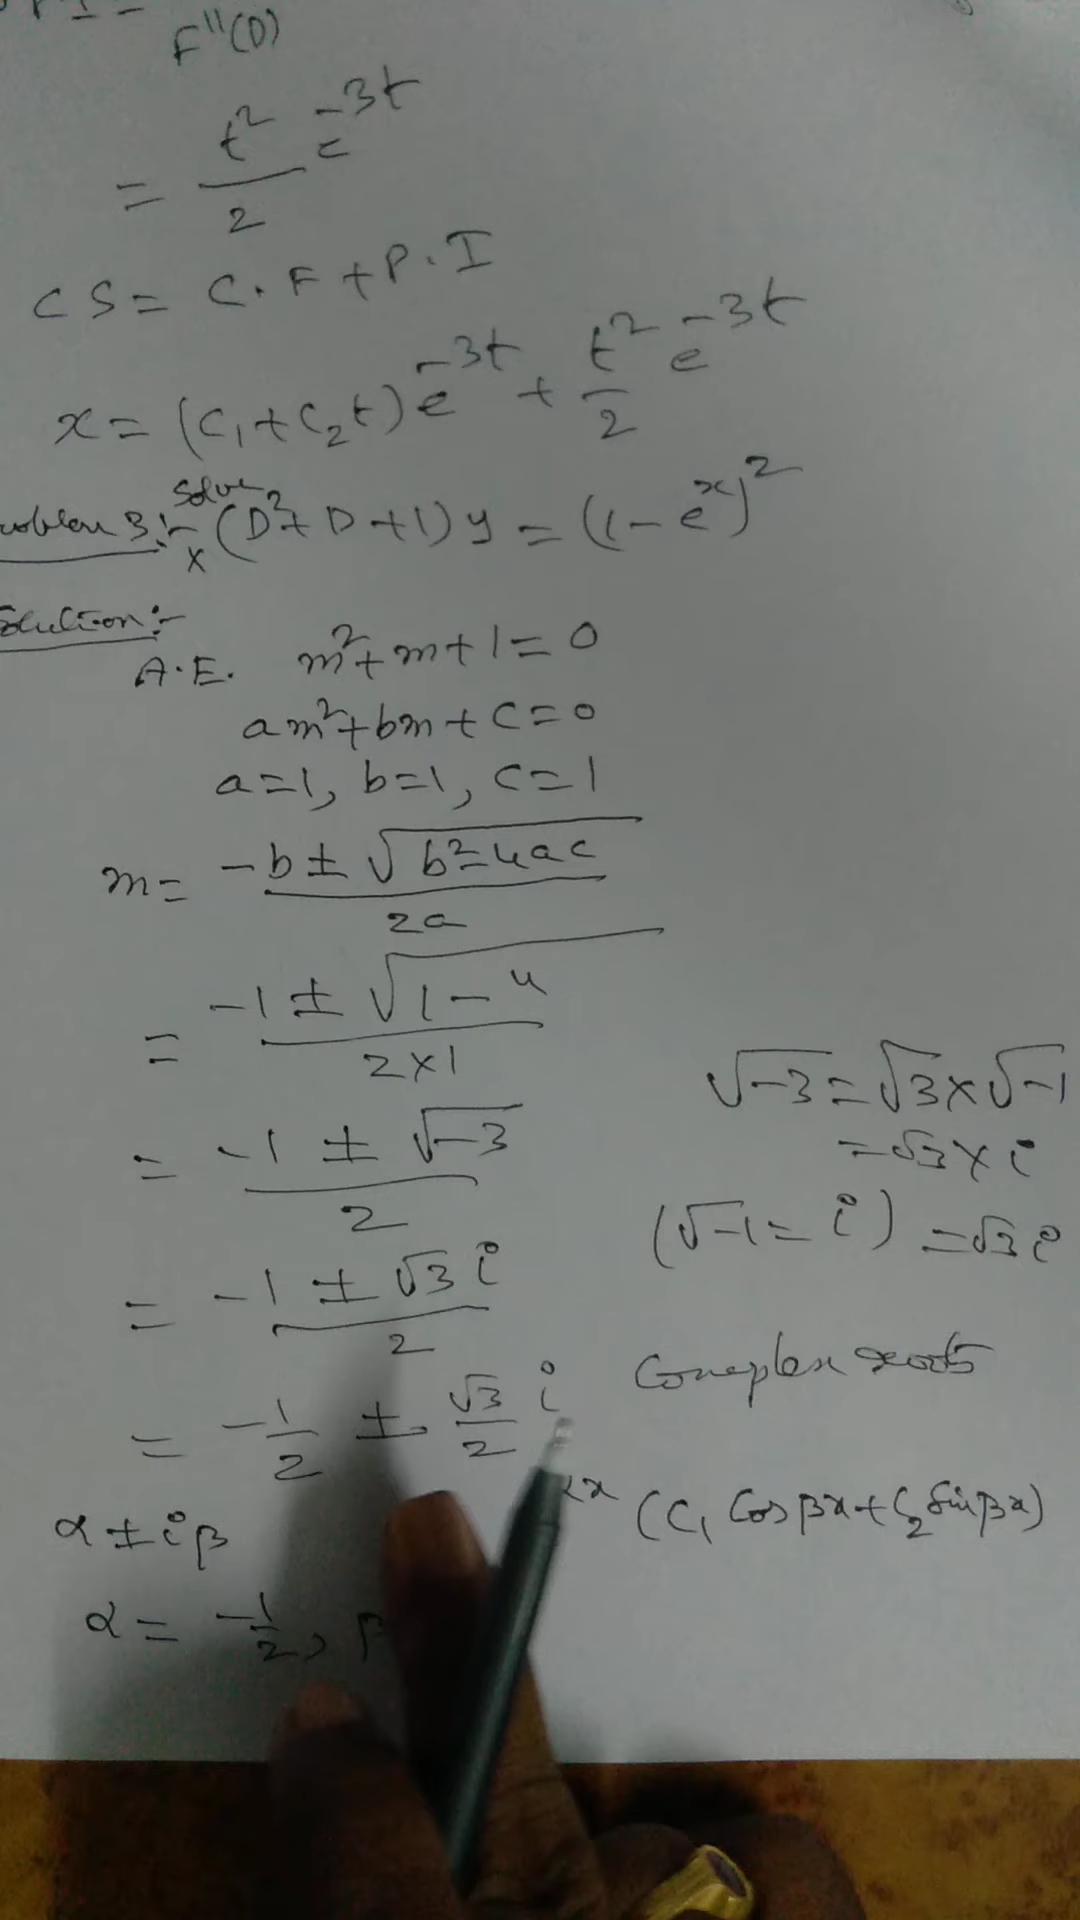 F''(D)
= t² e^-3t / 2
CS = C.F + P.I
x = (C₁+C₂t) e^-3t + t²/2 e^-3t
Problem 3:- Solve (D²+D+1)y = (1-e^x)²
x
Solution:-
A.E. m²+m+1=0
am²+bm+c=0
a=1, b=1, c=1
m = -b ± √b²-4ac / 2a
= -1 ± √1-4 / 2×1
= -1 ± √-3 / 2
√-3 = √3 × √-1
= √3 × i
(√-1 = i) = √3 i
= -1 ± √3 i / 2
Complex roots
= -1/2 ± √3/2 i
αx (C₁ Cos βx + C₂ Sin βx)
α ± iβ
α = -1/2, β